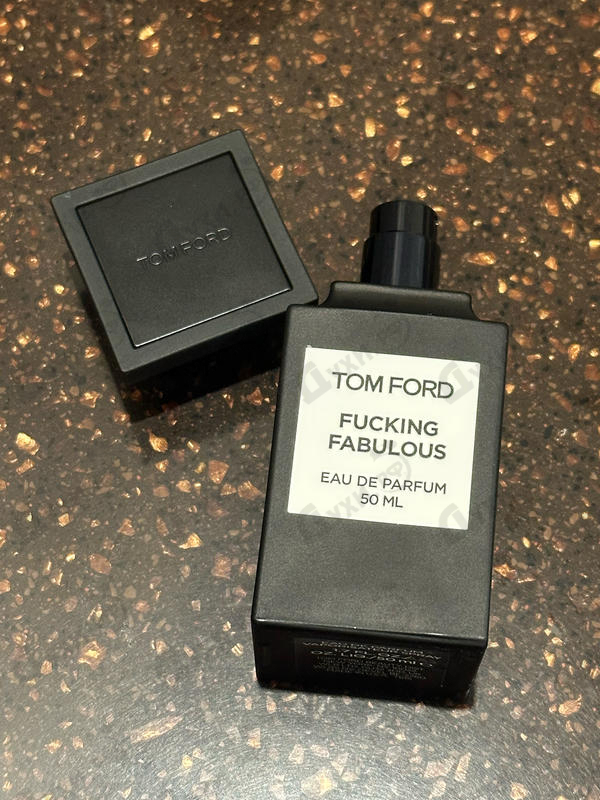 TOM FORD
TOM FORD
FUCKING
FABULOUS
EAU DE PARFUM
50 ML